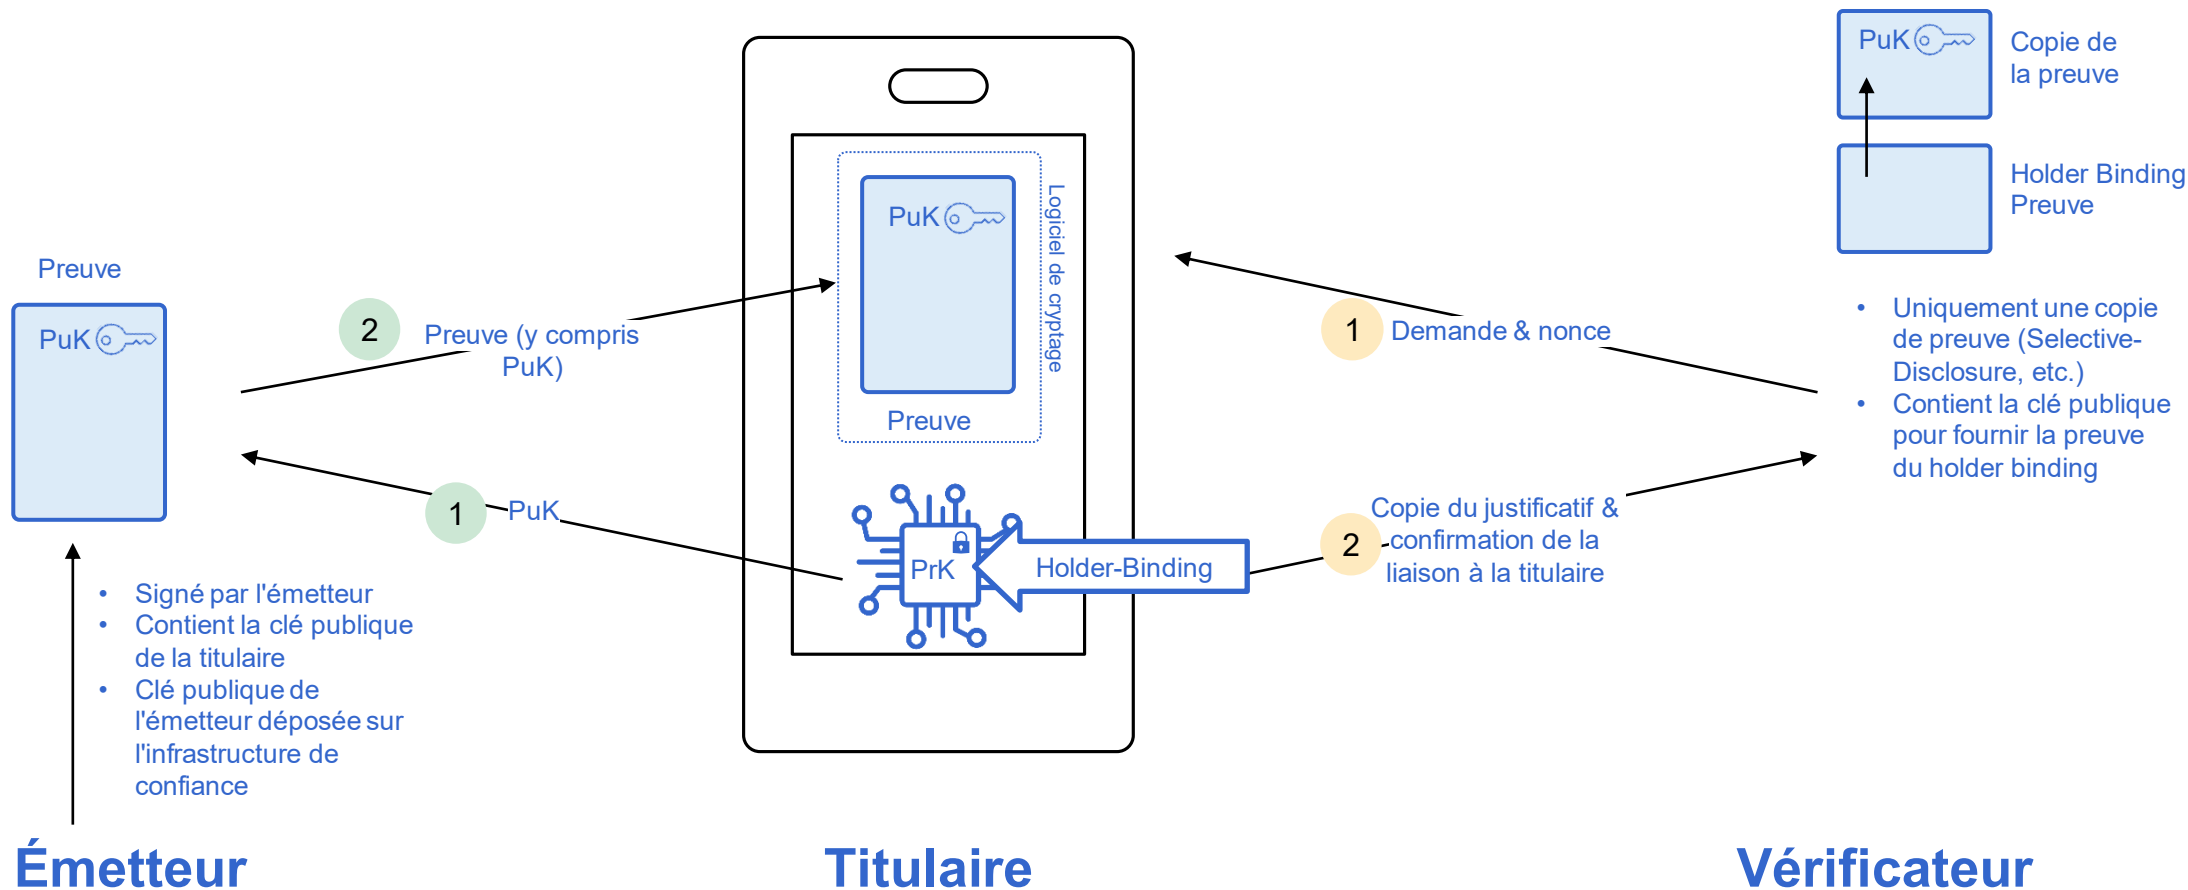 PuK
Copie de
la preuve
Holder Binding
Preuve
PuK
Logiciel de cryptage
Preuve
Preuve
PuK
2
Preuve (y compris
PuK)
1
Demande & nonce
• Uniquement une copie
de preuve (Selective-
Disclosure, etc.)
• Contient la clé publique
pour fournir la preuve
du holder binding
1
PuK
PrK
Holder-Binding
2
Copie du justificatif &
confirmation de la
liaison à la titulaire
• Signé par l'émetteur
• Contient la clé publique
de la titulaire
• Clé publique de
l'émetteur déposée sur
l'infrastructure de
confiance
Émetteur
Titulaire
Vérificateur